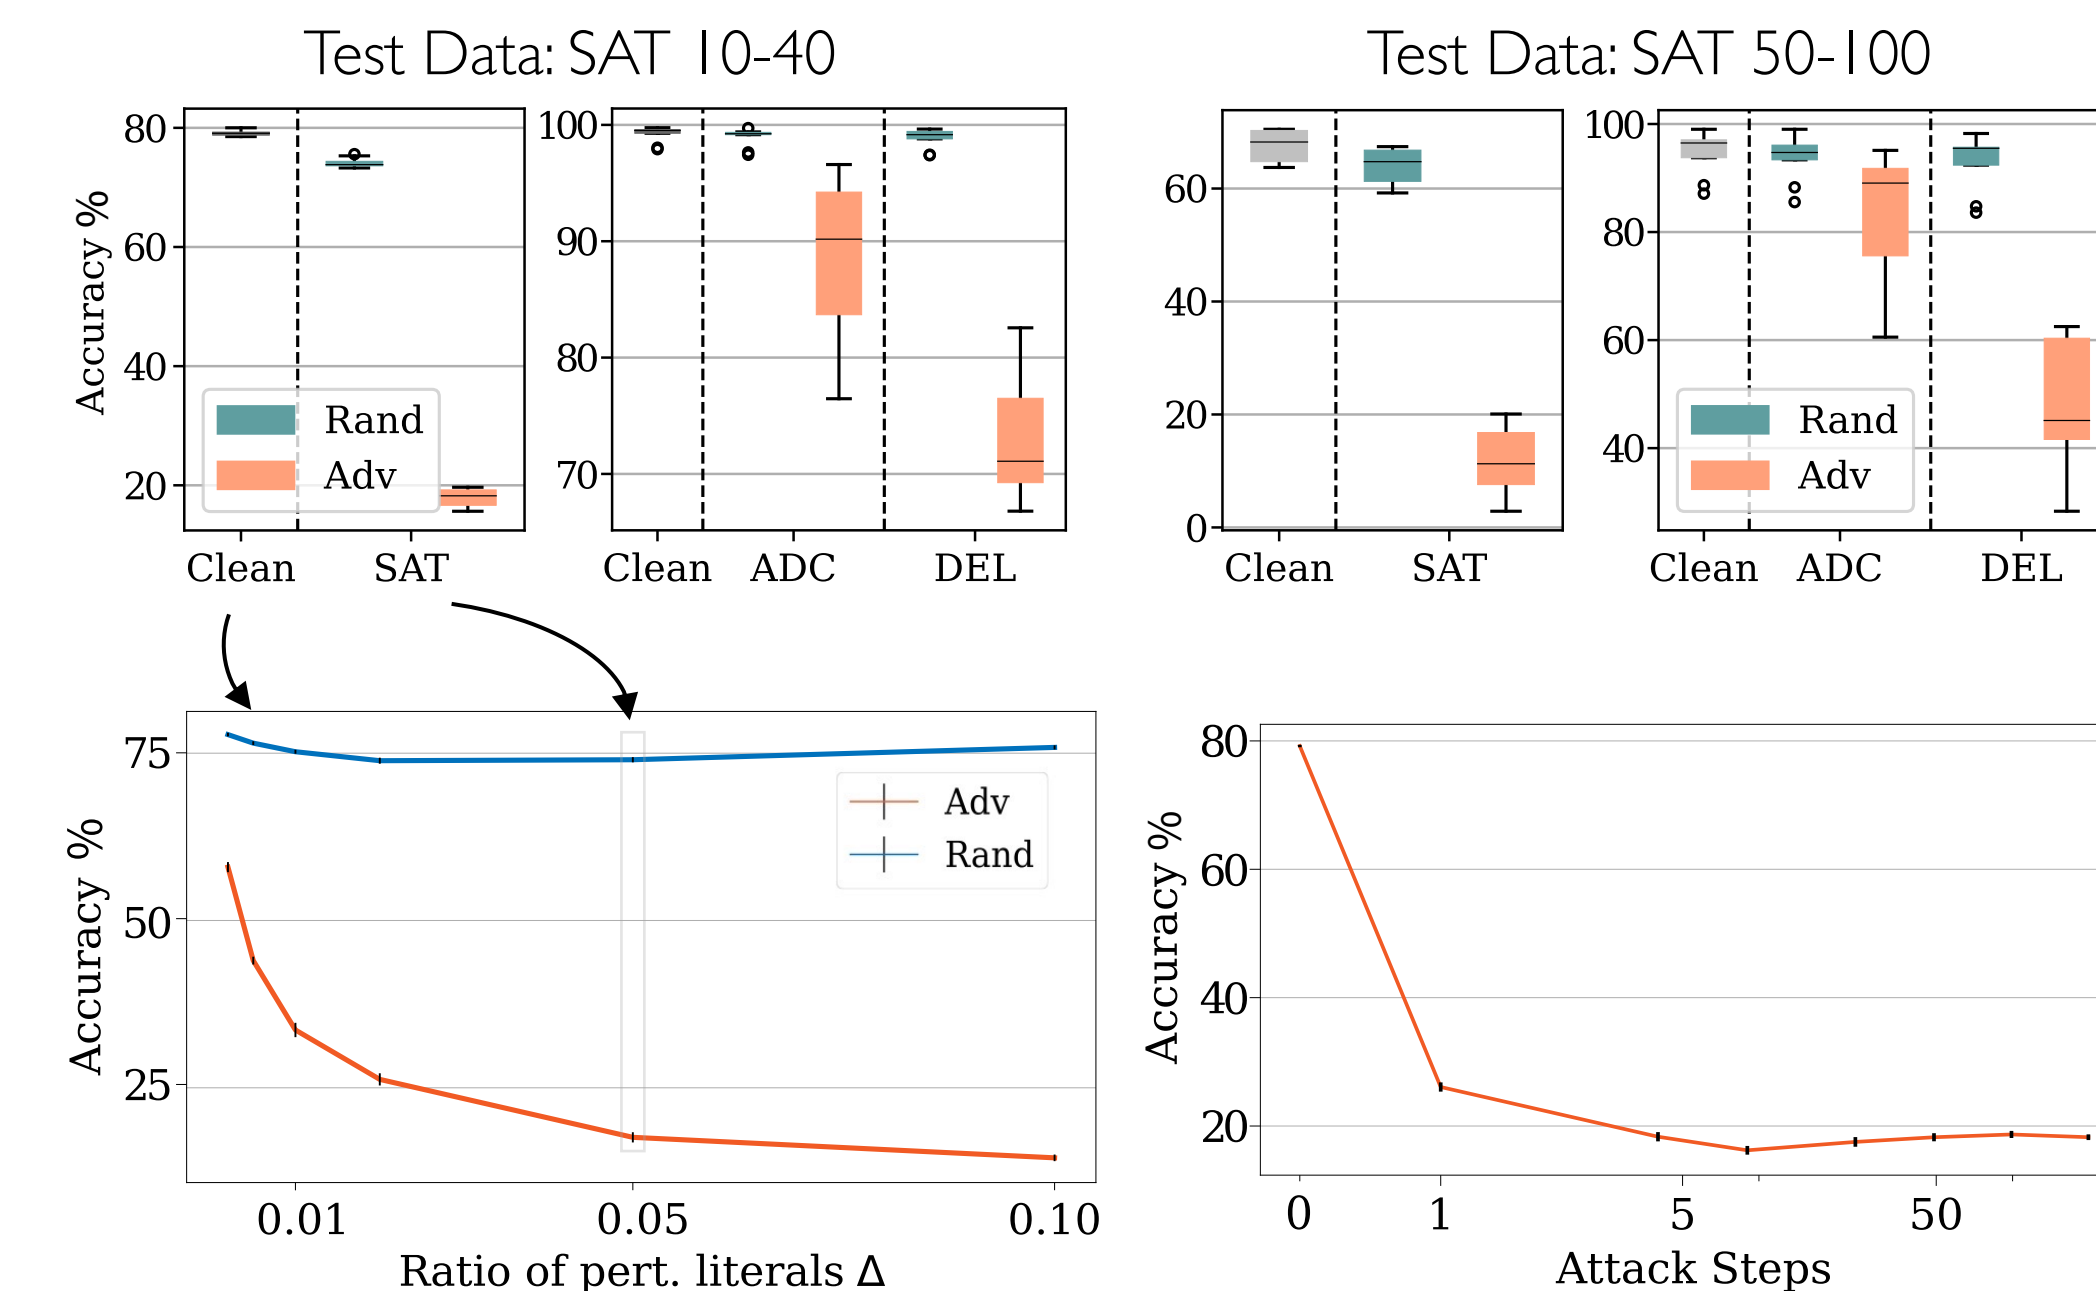 Test Data: SAT 10-40
Test Data: SAT 50-100
Accuracy %
80
60
40
20
Rand
Adv
Clean
SAT
100
90
80
70
Clean
ADC
DEL
60
40
20
0
Clean
SAT
100
80
60
40
Rand
Adv
Clean
ADC
DEL
Accuracy %
75
50
25
Adv
Rand
0.01
0.05
0.10
Ratio of pert. literals Δ
Accuracy %
80
60
40
20
0
1
5
50
Attack Steps